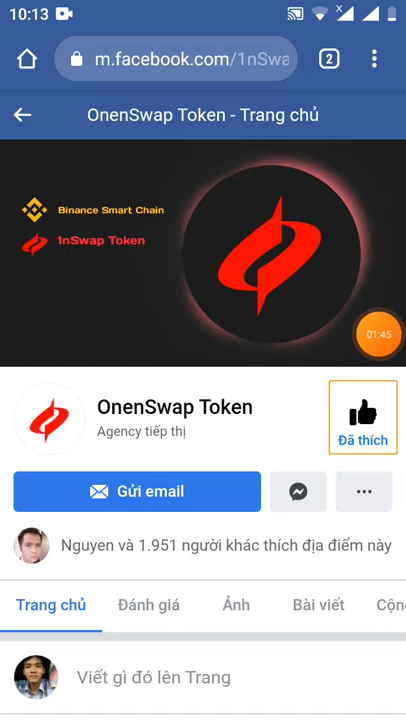 10:13
m.facebook.com/1nSwa
2
OnenSwap Token - Trang chủ
Binance Smart Chain
1nSwap Token
01:45
OnenSwap Token
Agency tiếp thị
Đã thích
Gửi email
Nguyen và 1.951 người khác thích địa điểm này
Trang chủ Đánh giá Ảnh Bài viết Cộn
Viết gì đó lên Trang